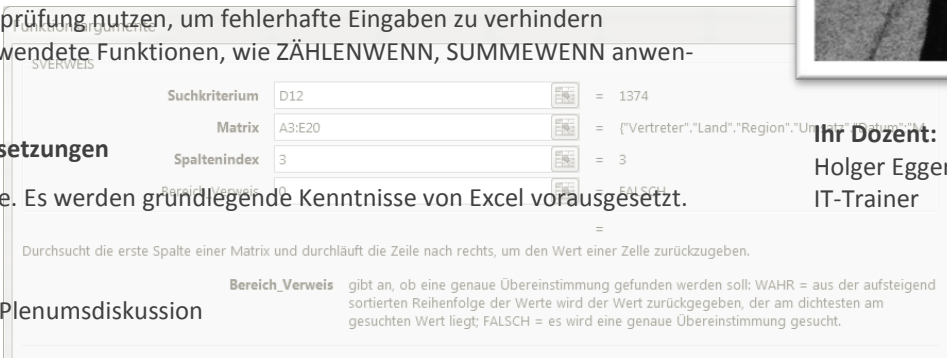 prüfung nutzen, um fehlerhafte Eingaben zu verhindern
Funktionsargumente
wendete Funktionen, wie ZÄHLENWENN, SUMMEWENN anwen-
SVERWEIS
Suchkriterium D12 = 1374
Matrix A3:E20 = {"Vertreter"."Land"."Region"."Umsatz"."Datum";"M
setzungen
Spaltenindex 3 = 3
Bereich_Verweis 0 = FALSCH
e. Es werden grundlegende Kenntnisse von Excel vorausgesetzt.
=
Durchsucht die erste Spalte einer Matrix und durchläuft die Zeile nach rechts, um den Wert einer Zelle zurückzugeben.
Bereich_Verweis gibt an, ob eine genaue Übereinstimmung gefunden werden soll: WAHR = aus der aufsteigend
sortierten Reihenfolge der Werte wird der Wert zurückgegeben, der am dichtesten am
gesuchten Wert liegt; FALSCH = es wird eine genaue Übereinstimmung gesucht.
Plenumsdiskussion
Ihr Dozent:
Holger Egger
IT-Trainer